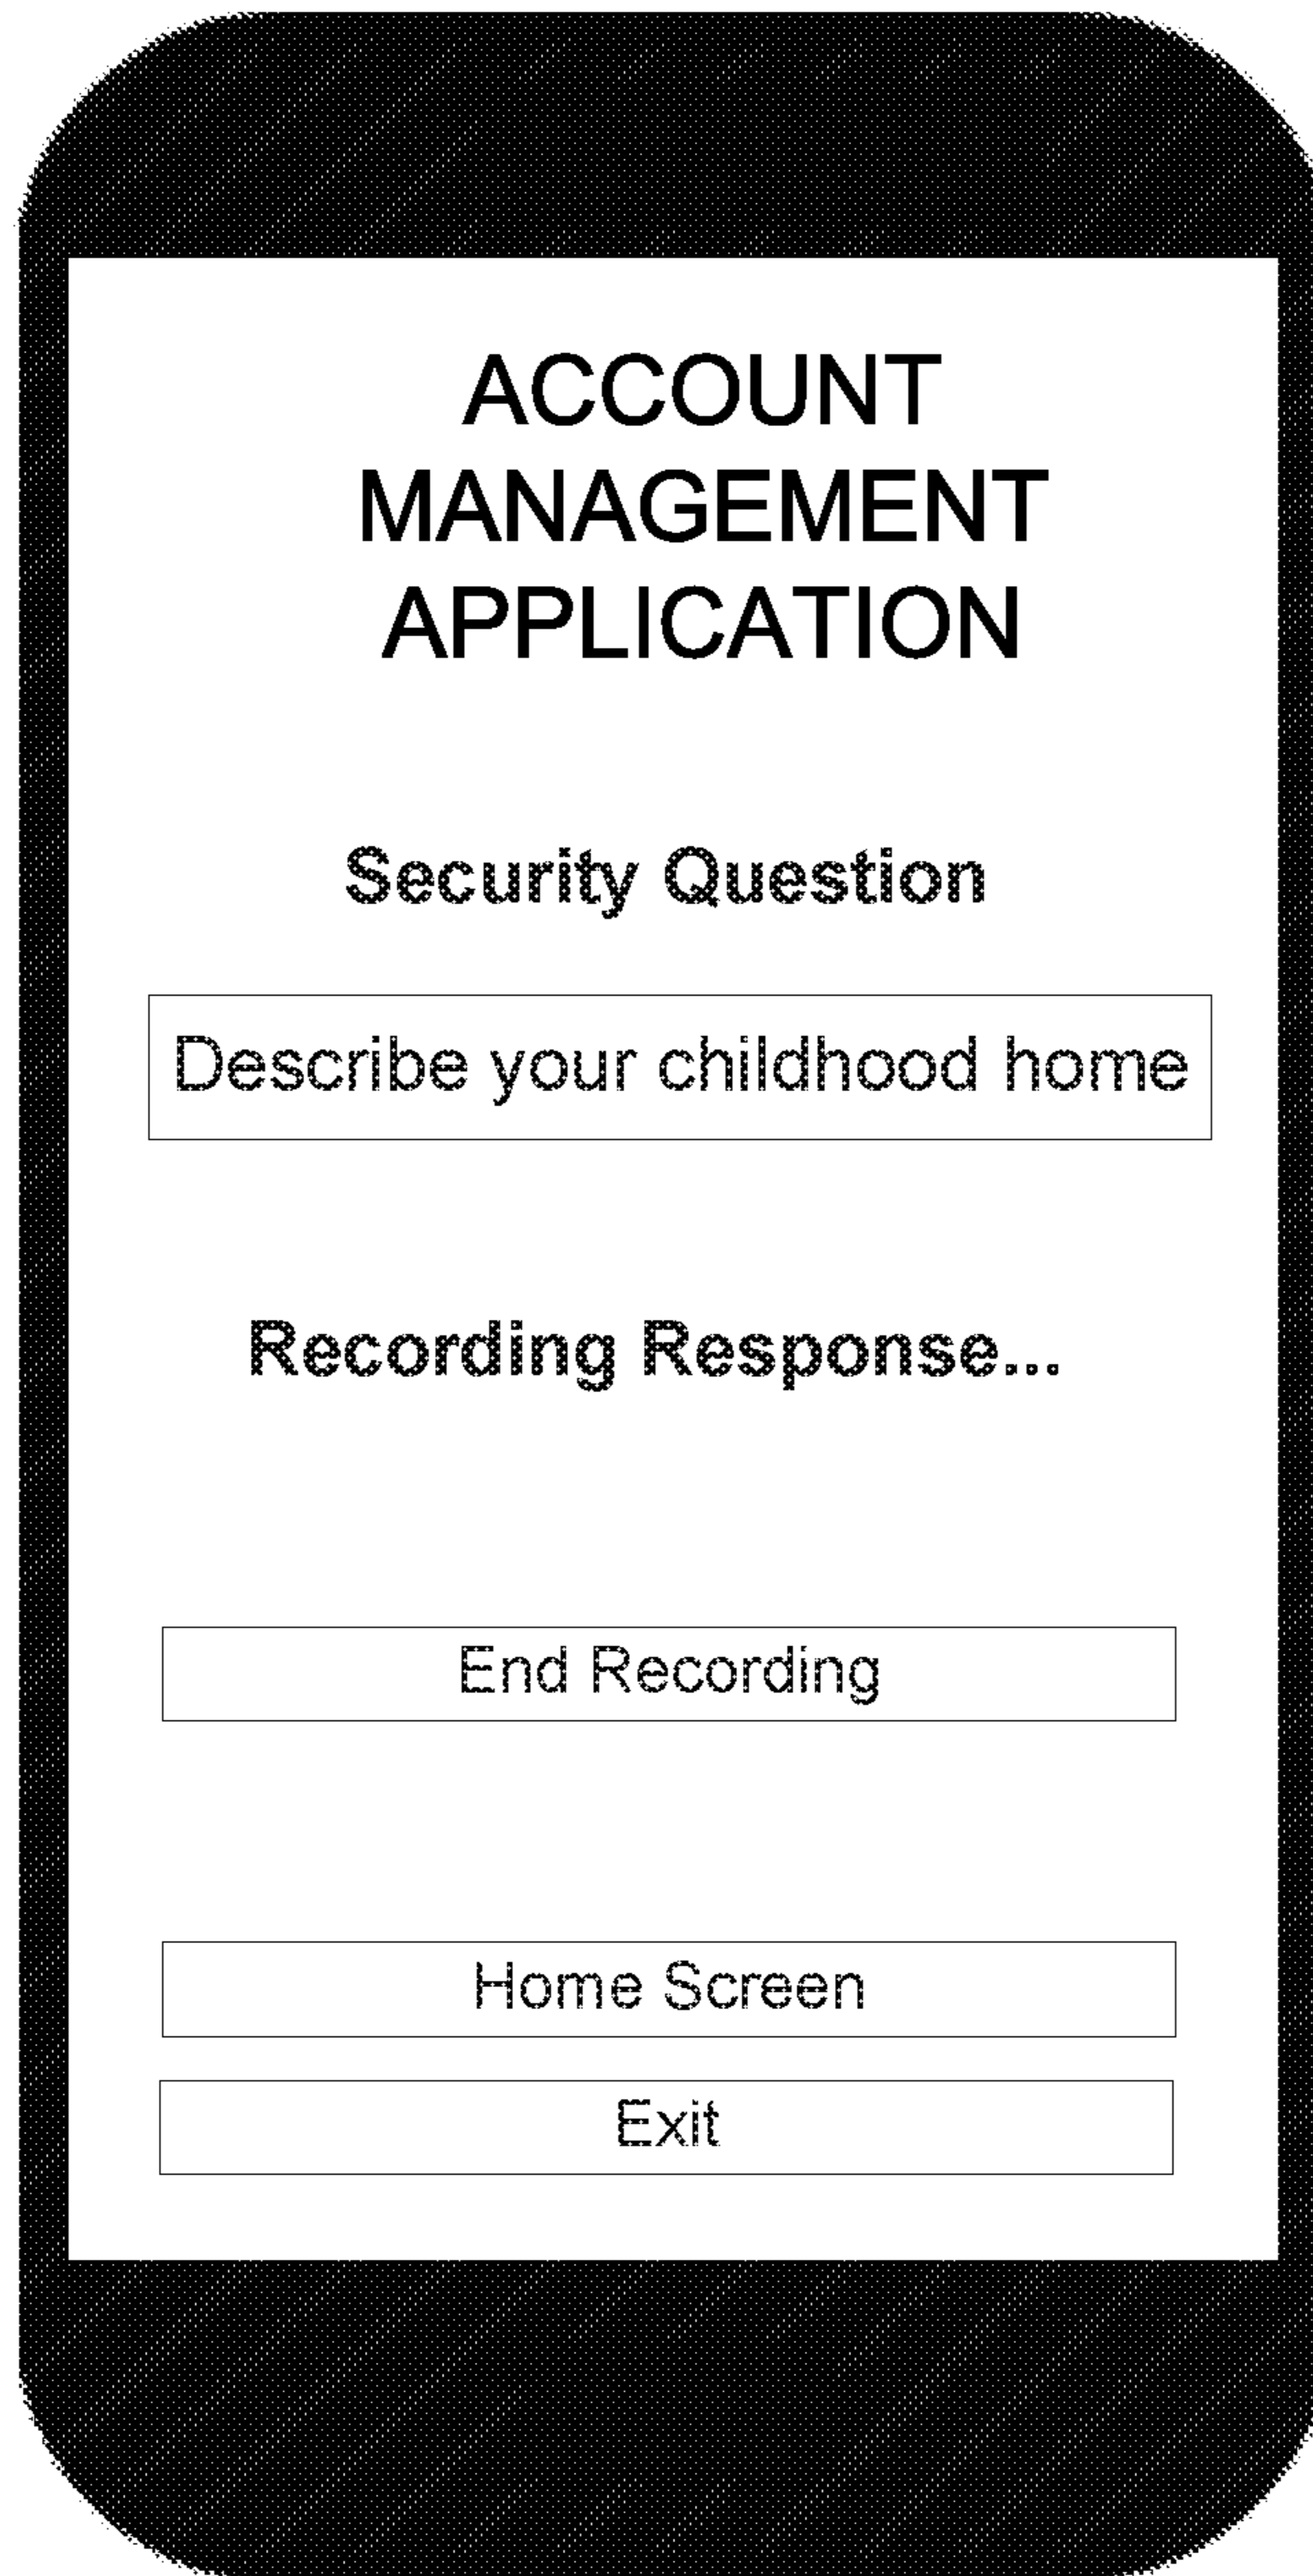 ACCOUNT
MANAGEMENT
APPLICATION
Security Question
Describe your childhood home
Recording Response...
End Recording
Home Screen
Exit